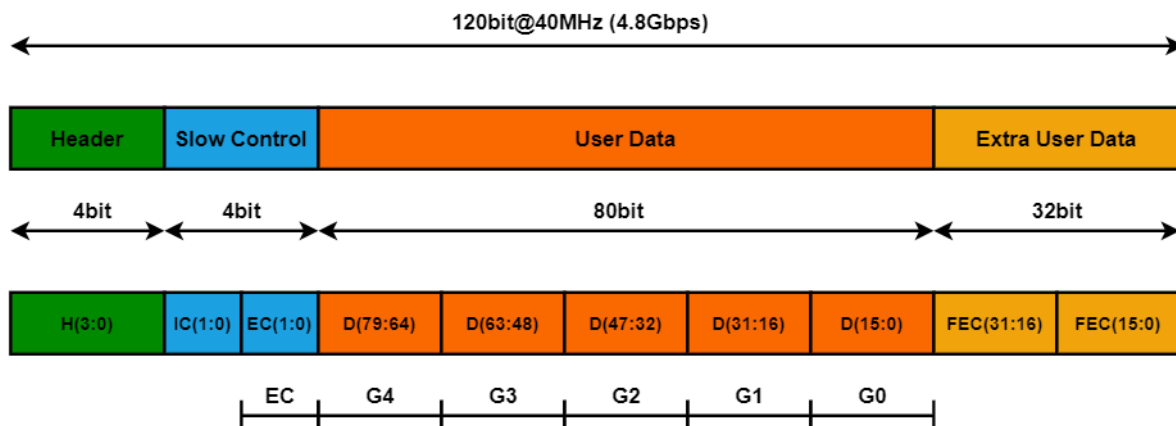 120bit@40MHz (4.8Gbps)
Header Slow Control User Data Extra User Data
4bit 4bit 80bit 32bit
H(3:0) IC(1:0) EC(1:0) D(79:64) D(63:48) D(47:32) D(31:16) D(15:0) FEC(31:16) FEC(15:0)
EC G4 G3 G2 G1 G0